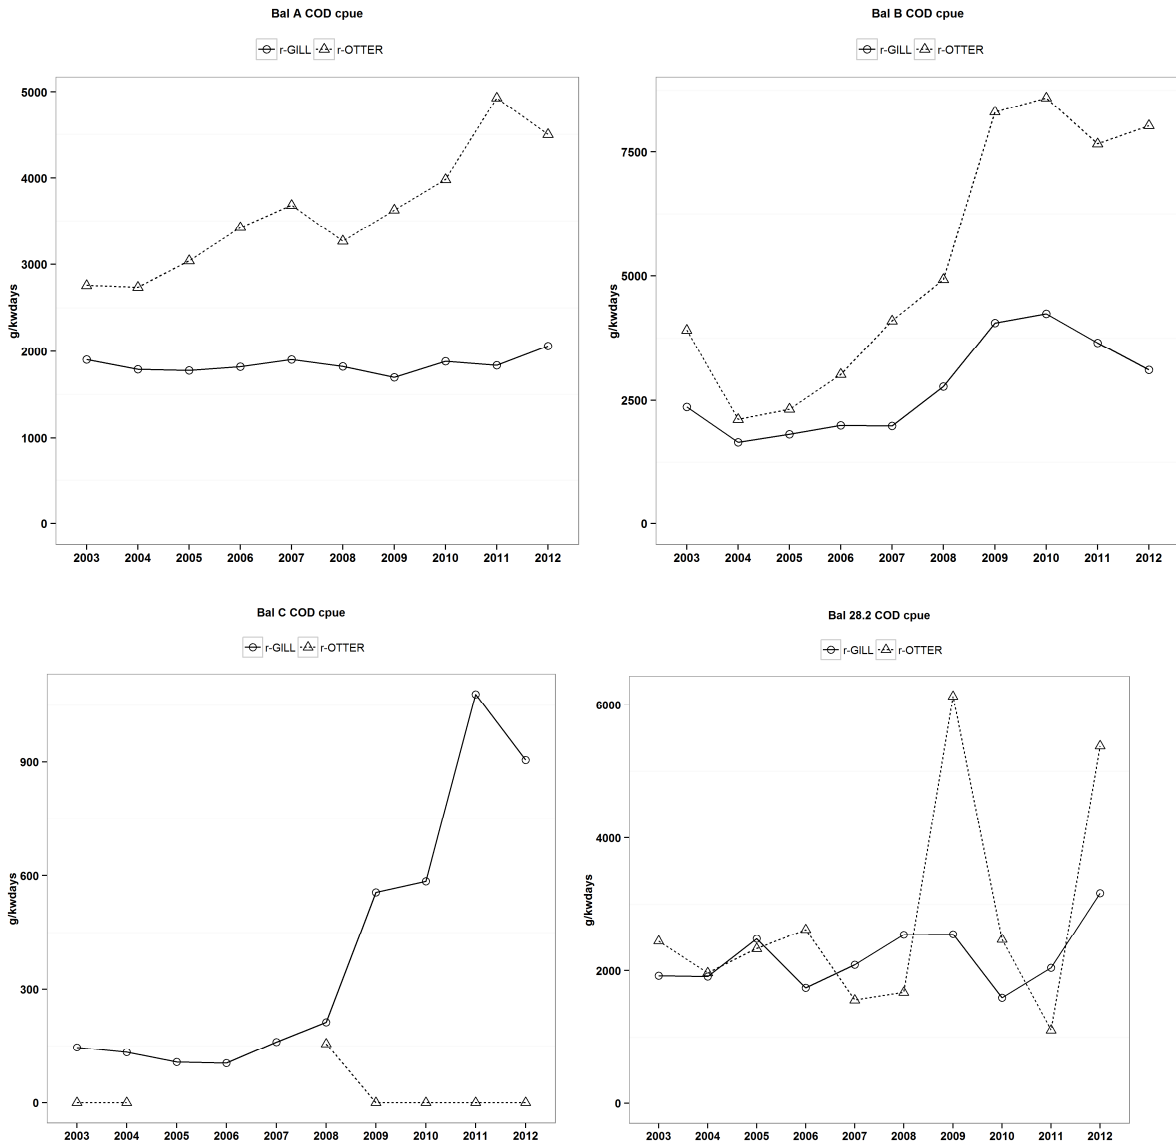 Bal A COD cpue
r-GILL r-OTTER
5000
4000
3000
2000
1000
0
g/kwdays
2003 2004 2005 2006 2007 2008 2009 2010 2011 2012
Bal B COD cpue
r-GILL r-OTTER
7500
5000
2500
0
g/kwdays
2003 2004 2005 2006 2007 2008 2009 2010 2011 2012
Bal C COD cpue
r-GILL r-OTTER
900
600
300
0
g/kwdays
2003 2004 2005 2006 2007 2008 2009 2010 2011 2012
Bal 28.2 COD cpue
r-GILL r-OTTER
6000
4000
2000
0
g/kwdays
2003 2004 2005 2006 2007 2008 2009 2010 2011 2012